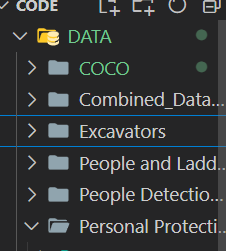 CODE
DATA
COCO
Combined_Data...
Excavators
People and Ladd...
People Detectio...
Personal Protecti...